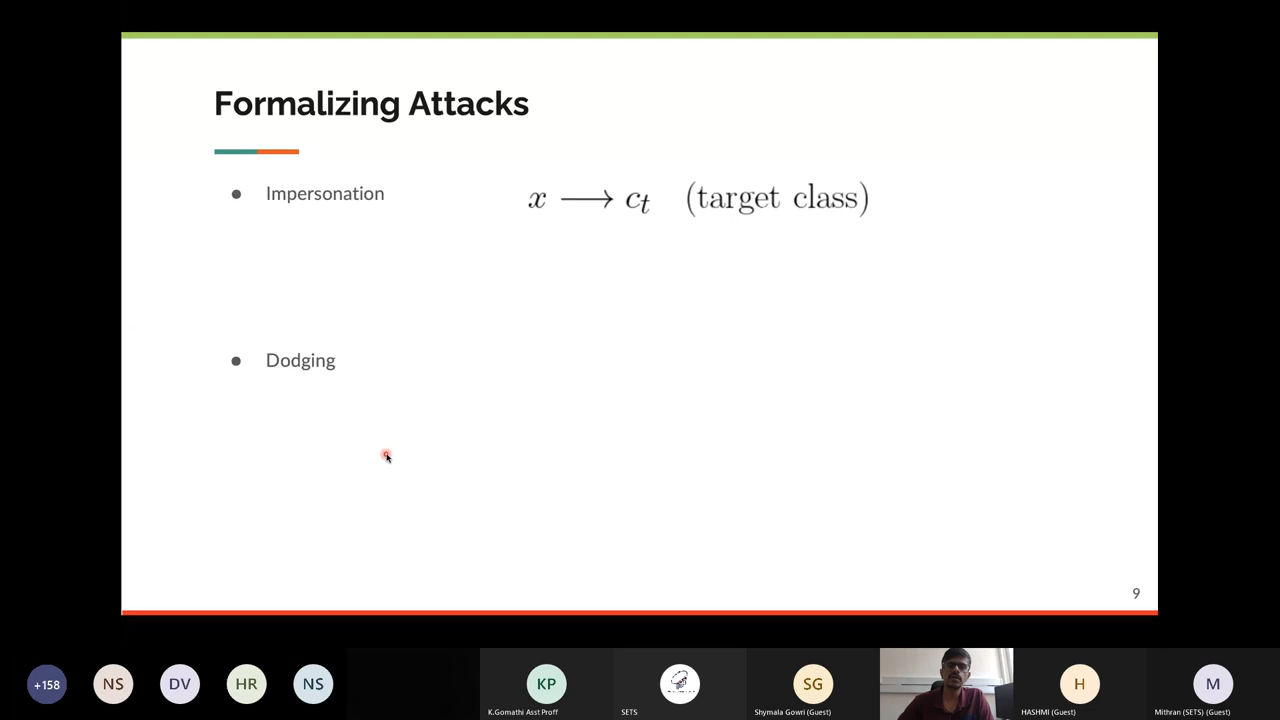 Formalizing Attacks
● Impersonation x ⟶ c_t (target class)
● Dodging
9
+158 NS DV HR NS KP SG H M
K.Gomathi Asst Proff SETS Shymala Gowri (Guest) HASHMI (Guest) Mithran (SETS) (Guest)